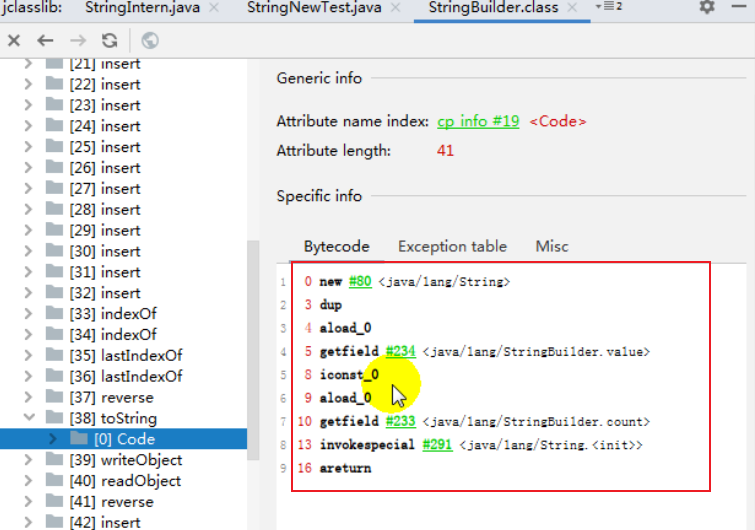 jclasslib: StringIntern.java StringNewTest.java StringBuilder.class 2
[21] insert
[22] insert
[23] insert
[24] insert
[25] insert
[26] insert
[27] insert
[28] insert
[29] insert
[30] insert
[31] insert
[32] insert
[33] indexOf
[34] indexOf
[35] lastIndexOf
[36] lastIndexOf
[37] reverse
[38] toString
[0] Code
[39] writeObject
[40] readObject
[41] reverse
[42] insert
Generic info
Attribute name index: cp info #19 <Code>
Attribute length: 41
Specific info
Bytecode Exception table Misc
1 0 new #80 <java/lang/String>
2 3 dup
3 4 aload_0
4 5 getfield #234 <java/lang/StringBuilder.value>
5 8 iconst_0
6 9 aload_0
7 10 getfield #233 <java/lang/StringBuilder.count>
8 13 invokespecial #291 <java/lang/String.<init>>
9 16 areturn